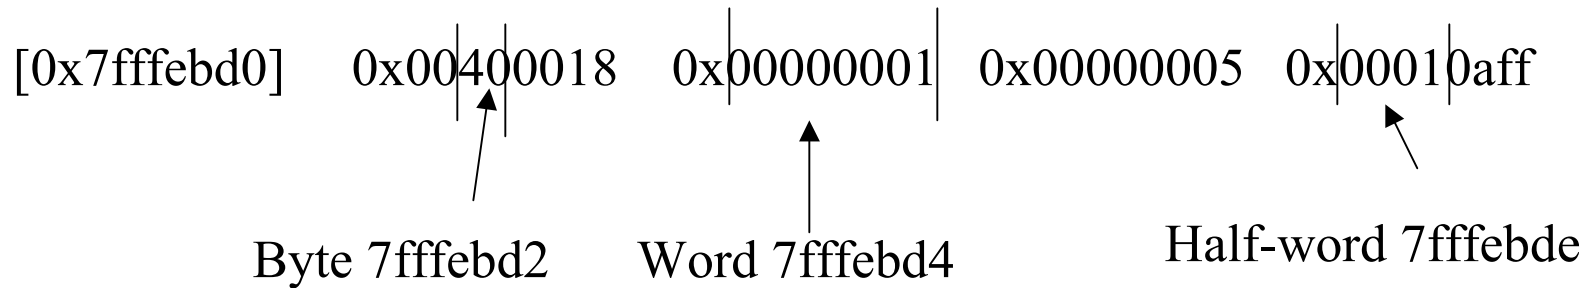 [0x7fffebd0] 0x00400018 0x00000001 0x00000005 0x00010aff
Byte 7fffebd2 Word 7fffebd4 Half-word 7fffebde